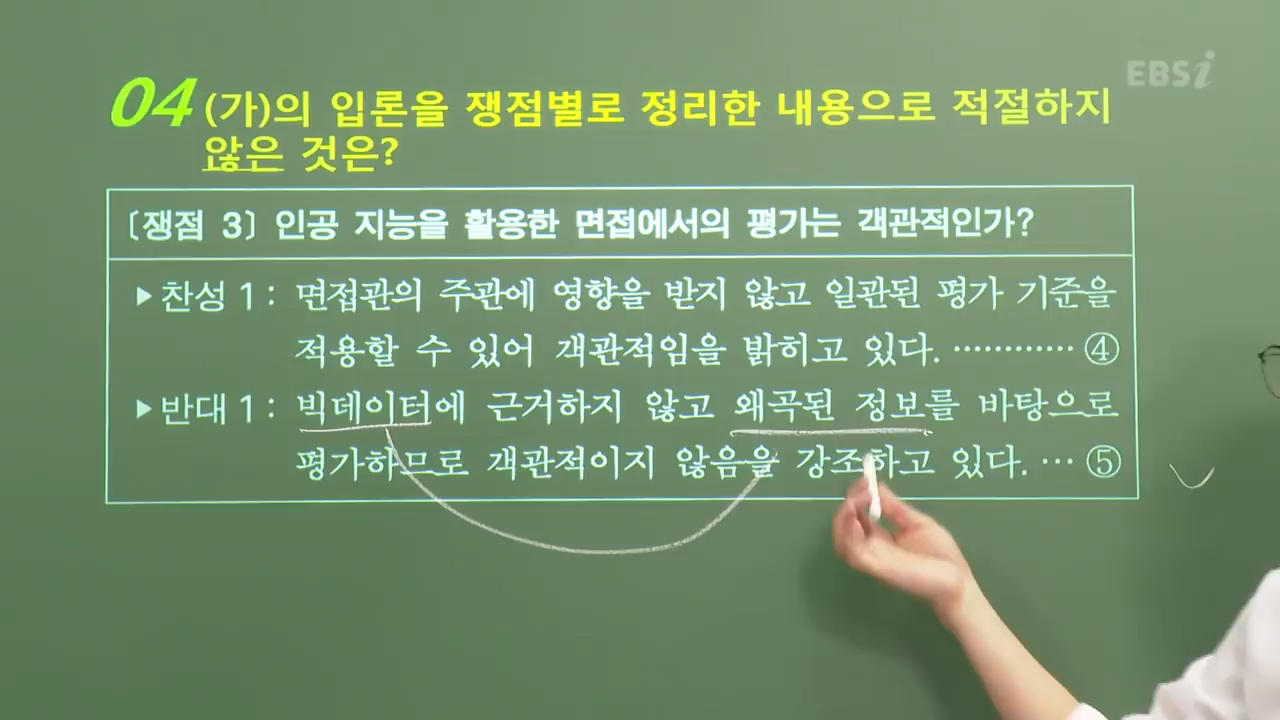 EBSi
04 (가)의 입론을 쟁점별로 정리한 내용으로 적절하지
않은 것은?
〔쟁점 3〕 인공 지능을 활용한 면접에서의 평가는 객관적인가?
▶찬성 1 : 면접관의 주관에 영향을 받지 않고 일관된 평가 기준을
적용할 수 있어 객관적임을 밝히고 있다. ………… ④
▶반대 1 : 빅데이터에 근거하지 않고 왜곡된 정보를 바탕으로
평가하므로 객관적이지 않음을 강조하고 있다. … ⑤